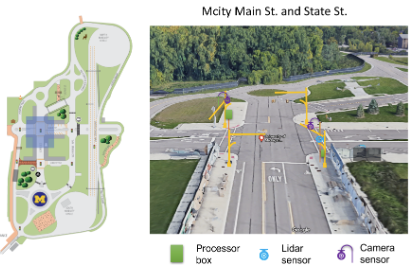 Mcity Main St. and State St.
M
ONLY
Processor
box
Lidar
sensor
Camera
sensor